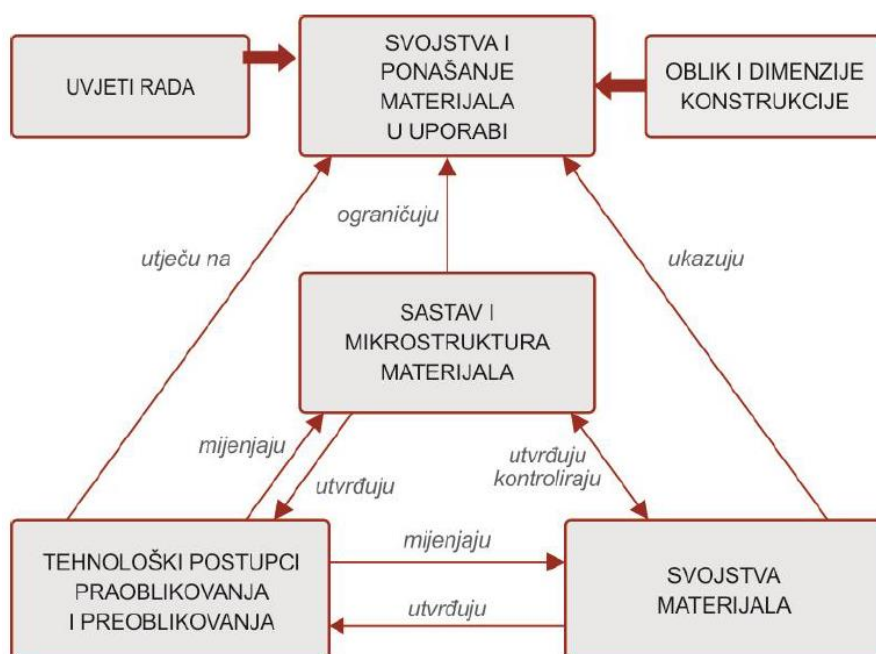 UVJETI RADA
SVOJSTVA I
PONAŠANJE
MATERIJALA
U UPORABI
OBLIK I DIMENZIJE
KONSTRUKCIJE
utječu na
ograničuju
ukazuju
SASTAV I
MIKROSTRUKTURA
MATERIJALA
mijenjaju
utvrđuju
utvrđuju
kontroliraju
TEHNOLOŠKI POSTUPCI
PRAOBLIKOVANJA
I PREOBLIKOVANJA
mijenjaju
utvrđuju
SVOJSTVA
MATERIJALA